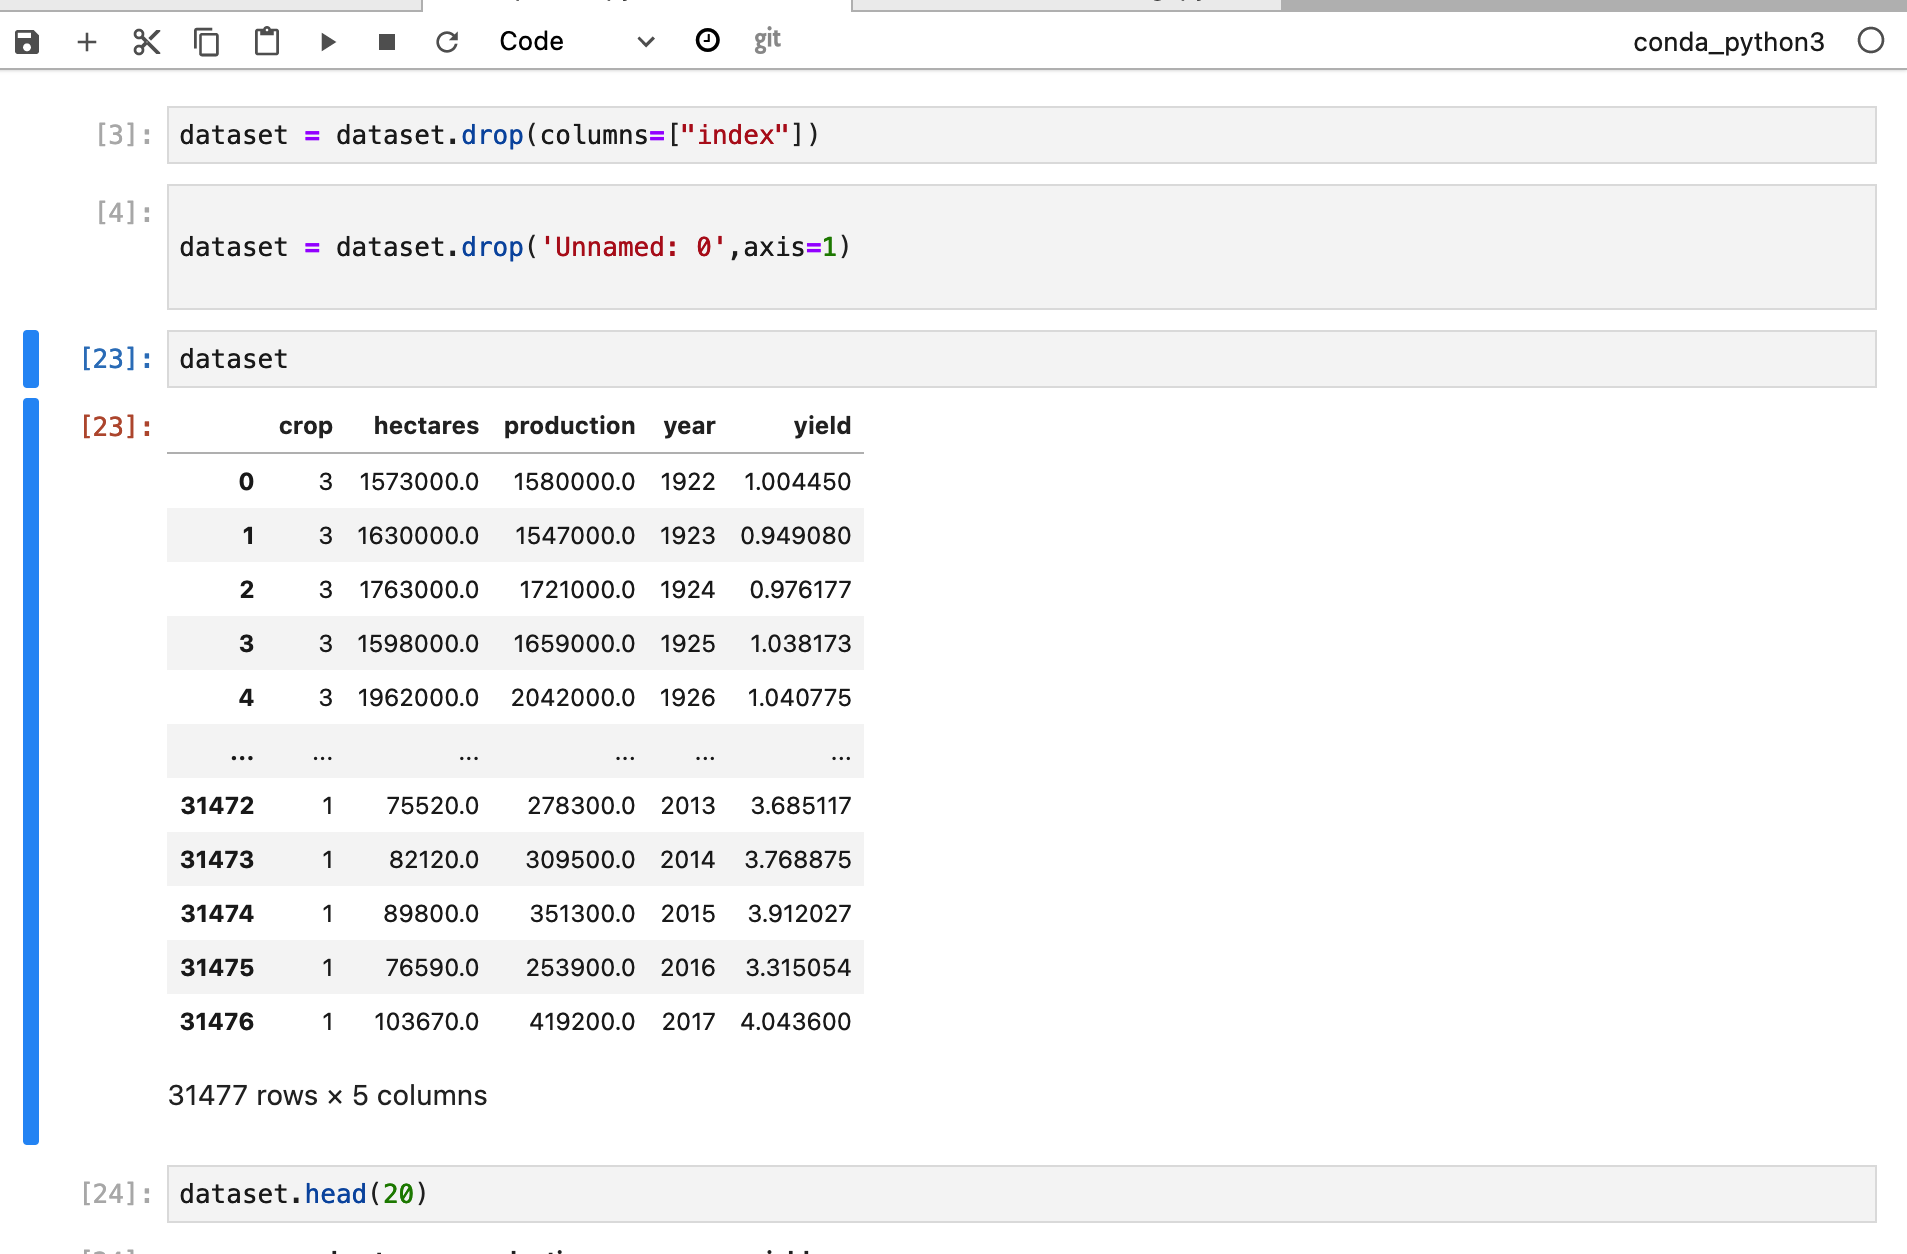 Code git conda_python3
[3]: dataset = dataset.drop(columns=["index"])
[4]:
dataset = dataset.drop('Unnamed: 0',axis=1)
[23]: dataset
[23]: crop hectares production year yield
0 3 1573000.0 1580000.0 1922 1.004450
1 3 1630000.0 1547000.0 1923 0.949080
2 3 1763000.0 1721000.0 1924 0.976177
3 3 1598000.0 1659000.0 1925 1.038173
4 3 1962000.0 2042000.0 1926 1.040775
... ... ... ... ... ...
31472 1 75520.0 278300.0 2013 3.685117
31473 1 82120.0 309500.0 2014 3.768875
31474 1 89800.0 351300.0 2015 3.912027
31475 1 76590.0 253900.0 2016 3.315054
31476 1 103670.0 419200.0 2017 4.043600
31477 rows × 5 columns
[24]: dataset.head(20)